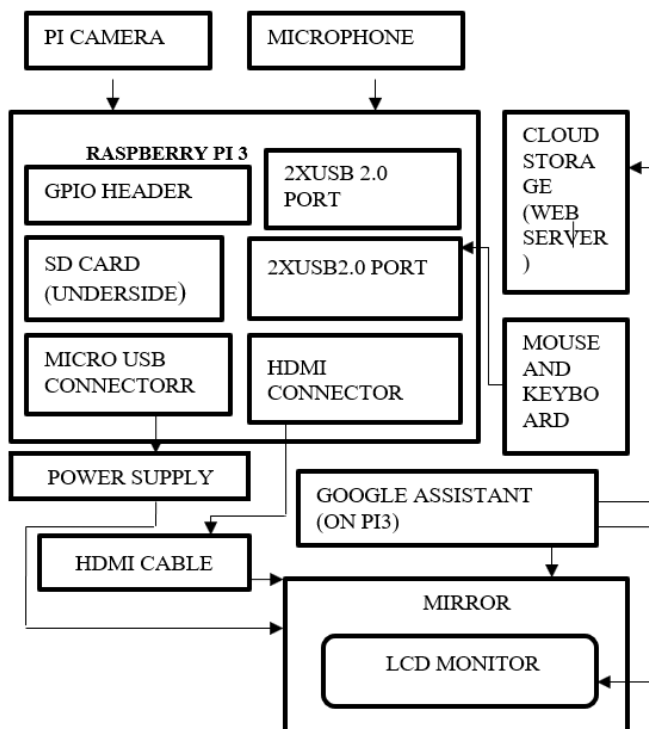 PI CAMERA
MICROPHONE
RASPBERRY PI 3
GPIO HEADER
2XUSB 2.0
PORT
SD CARD
(UNDERSIDE)
2XUSB2.0 PORT
MICRO USB
CONNECTORR
HDMI
CONNECTOR
CLOUD
STORA
GE
(WEB
SERVER
)
MOUSE
AND
KEYBO
ARD
POWER SUPPLY
GOOGLE ASSISTANT
(ON PI3)
HDMI CABLE
MIRROR
LCD MONITOR